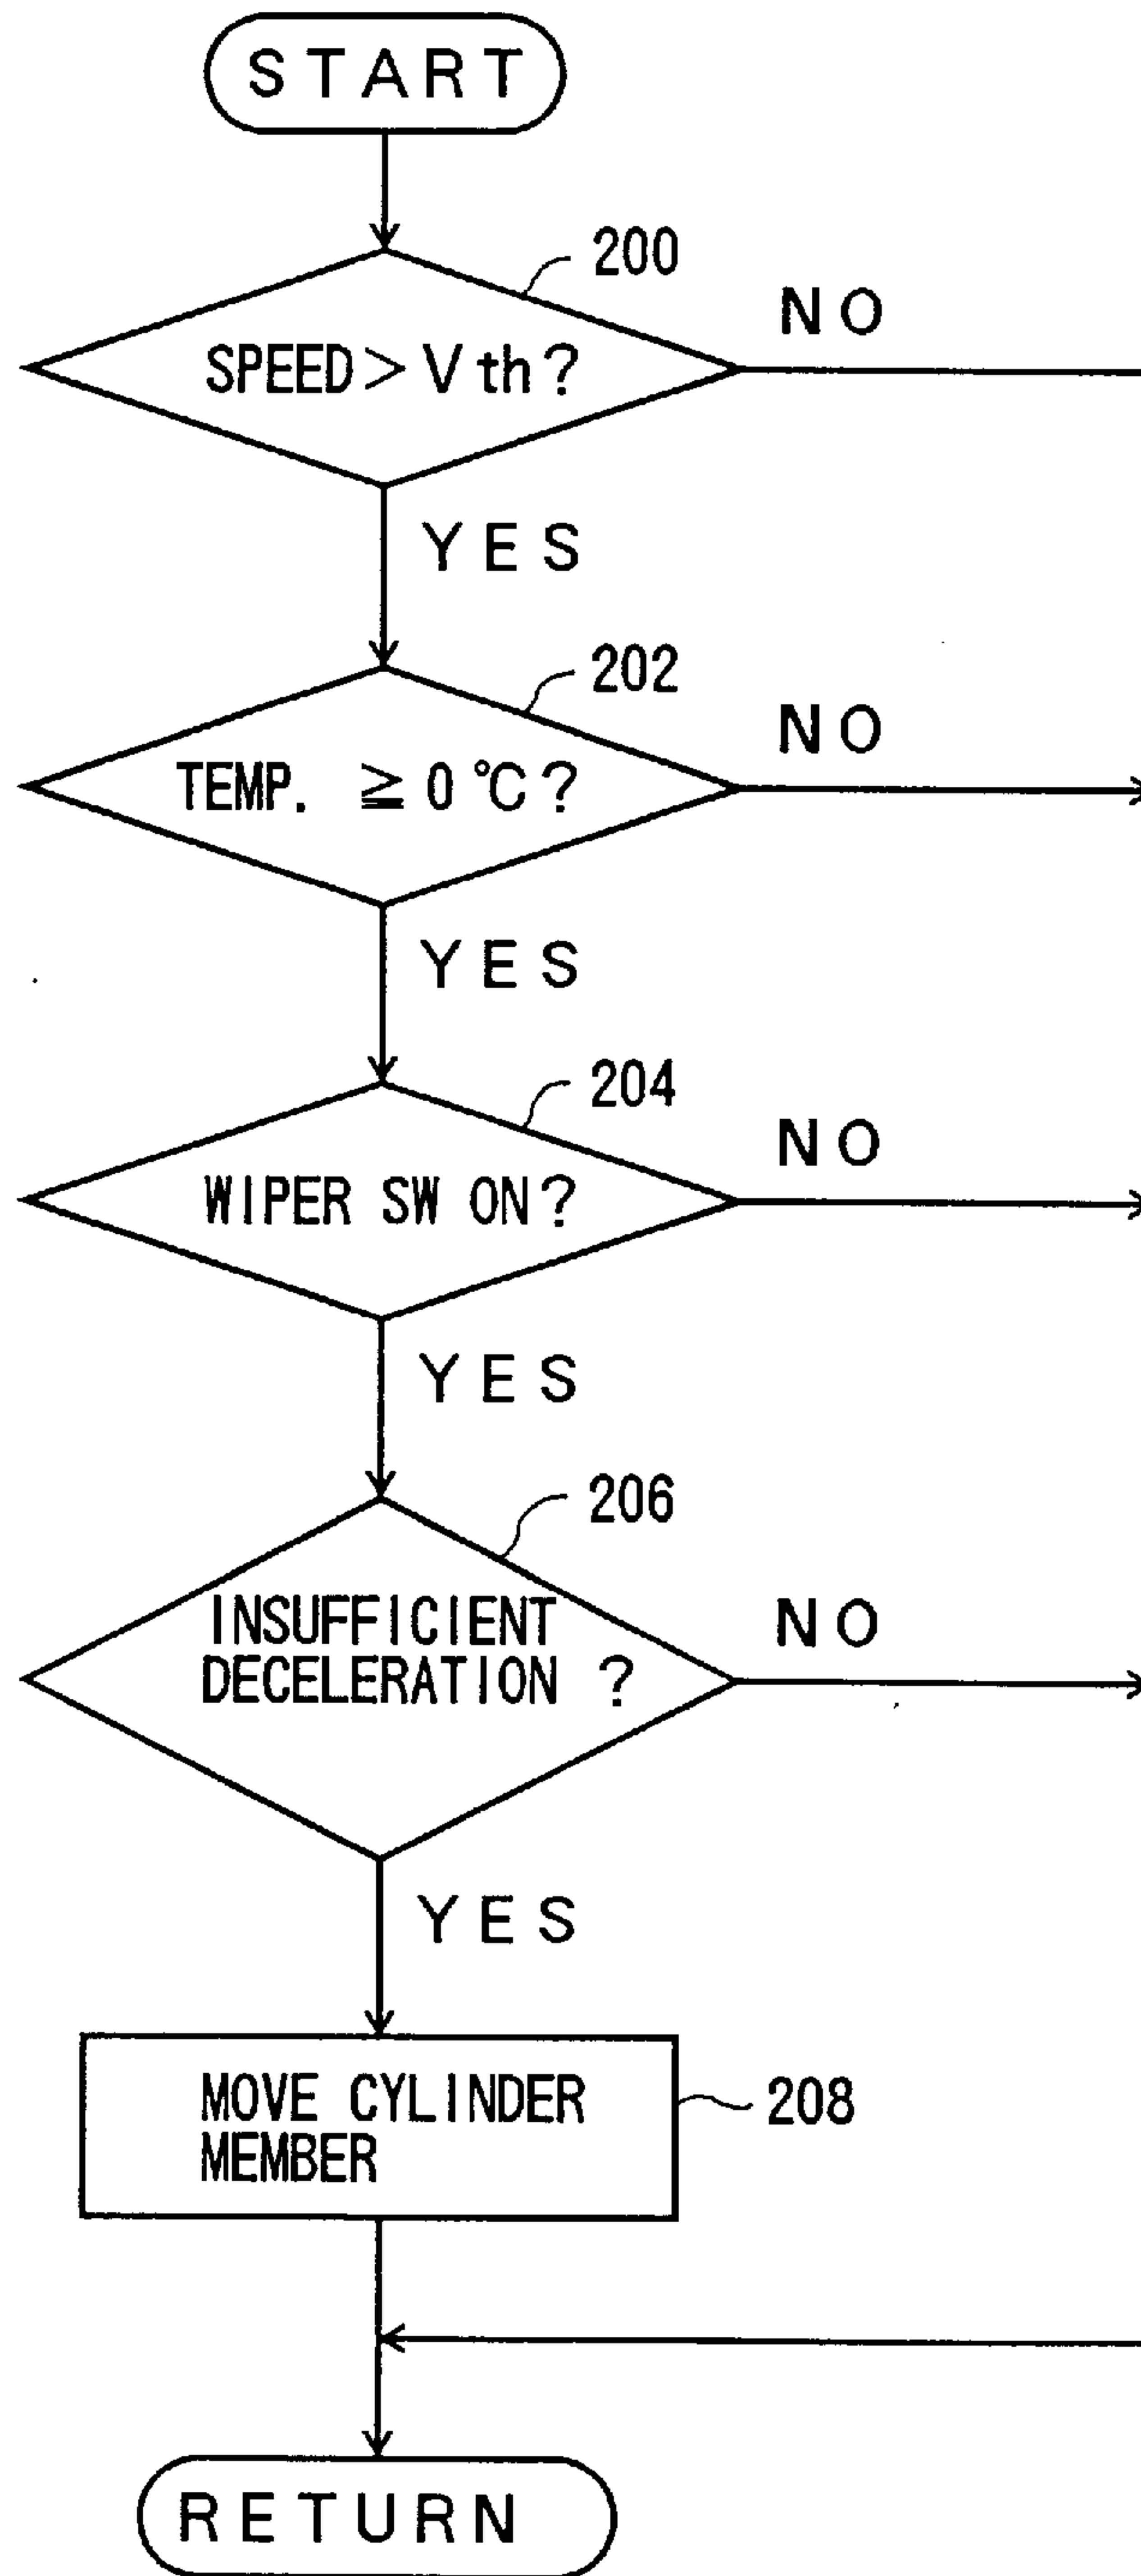 START
200
NO
SPEED > Vth?
YES
202
NO
TEMP. ≧ 0 ℃?
YES
204
NO
WIPER SW ON?
YES
206
NO
INSUFFICIENT
DECELERATION ?
YES
MOVE CYLINDER
MEMBER
208
RETURN